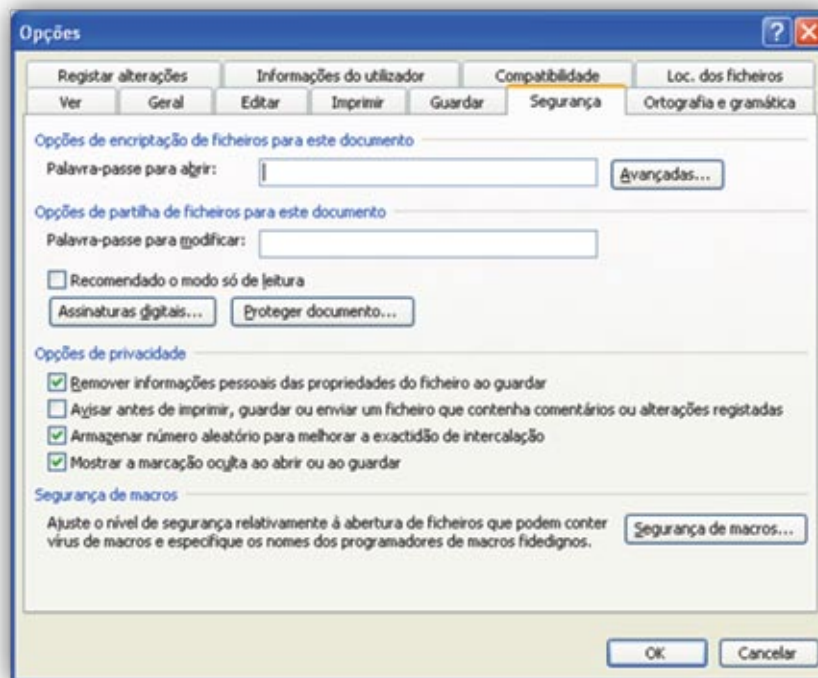 Opções
Registar alterações Informações do utilizador Compatibilidade Loc. dos ficheiros
Ver Geral Editar Imprimir Guardar Segurança Ortografia e gramática
Opções de encriptação de ficheiros para este documento
Palavra-passe para abrir: Avançadas...
Opções de partilha de ficheiros para este documento
Palavra-passe para modificar:
Recomendado o modo só de leitura
Assinaturas digitais... Proteger documento...
Opções de privacidade
Remover informações pessoais das propriedades do ficheiro ao guardar
Avisar antes de imprimir, guardar ou enviar um ficheiro que contenha comentários ou alterações registadas
Armazenar número aleatório para melhorar a exactidão de intercalação
Mostrar a marcação oculta ao abrir ou ao guardar
Segurança de macros
Ajuste o nível de segurança relativamente á abertura de ficheiros que podem conter
vírus de macros e especifique os nomes dos programadores de macros fidedignos.
Segurança de macros...
OK Cancelar